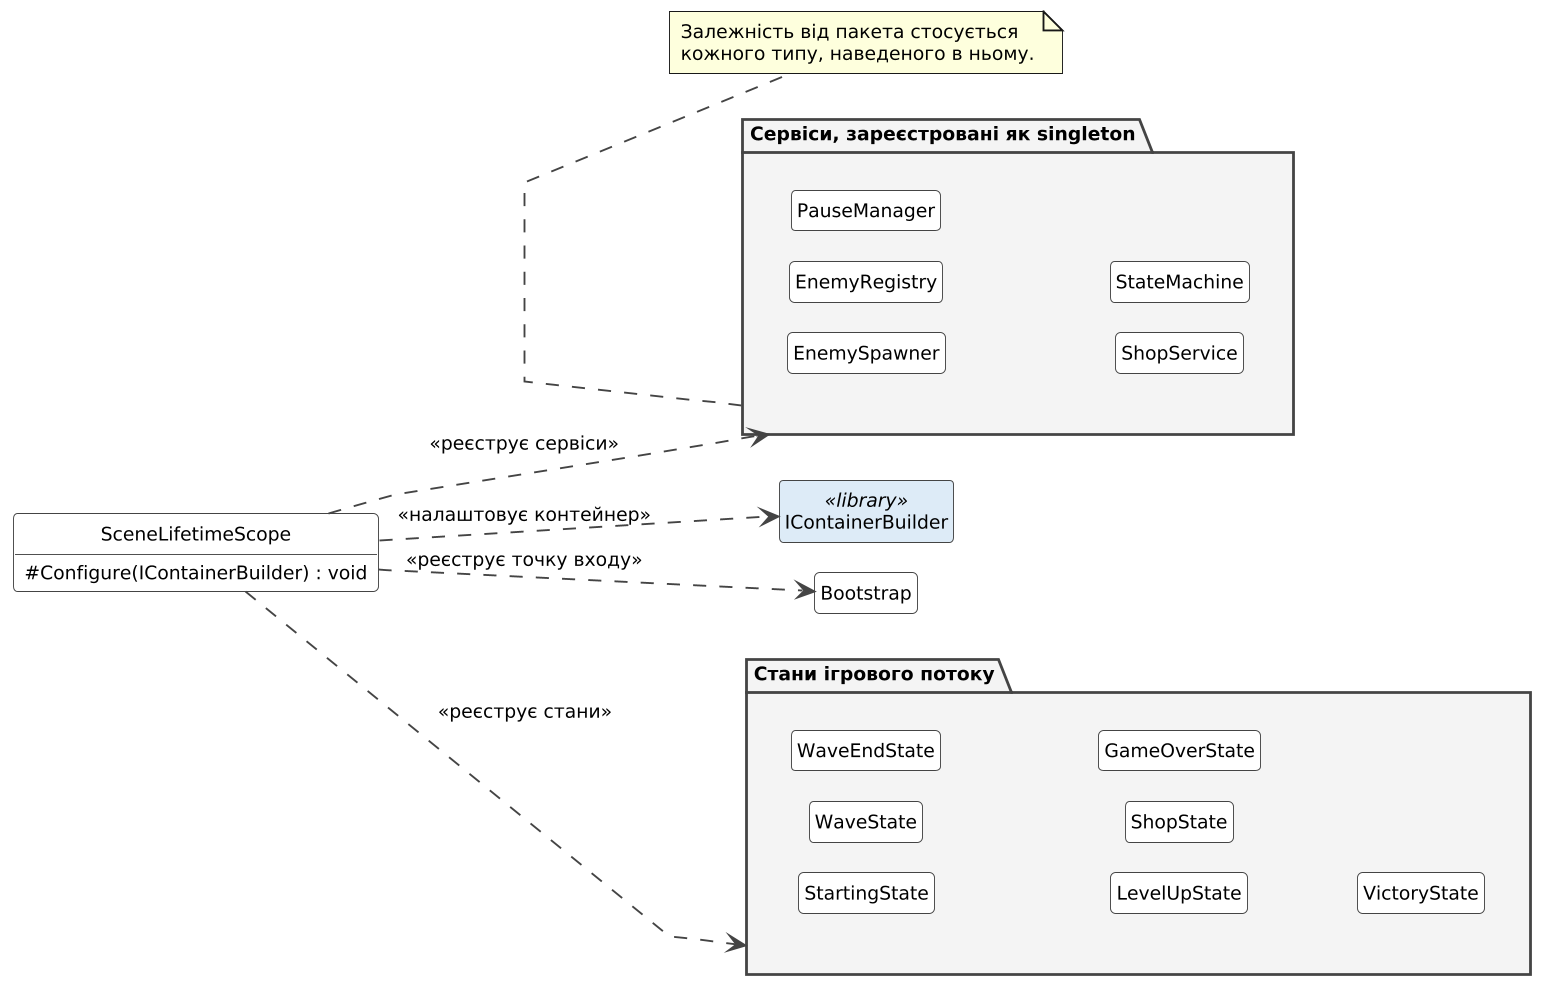 Залежність від пакета стосується
кожного типу, наведеного в ньому.
Сервіси, зареєстровані як singleton
PauseManager
EnemyRegistry
StateMachine
EnemySpawner
ShopService
«реєструє сервіси»
«library»
IContainerBuilder
«налаштовує контейнер»
SceneLifetimeScope
#Configure(IContainerBuilder) : void
«реєструє точку входу»
Bootstrap
Стани ігрового потоку
«реєструє стани»
WaveEndState
GameOverState
WaveState
ShopState
StartingState
LevelUpState
VictoryState